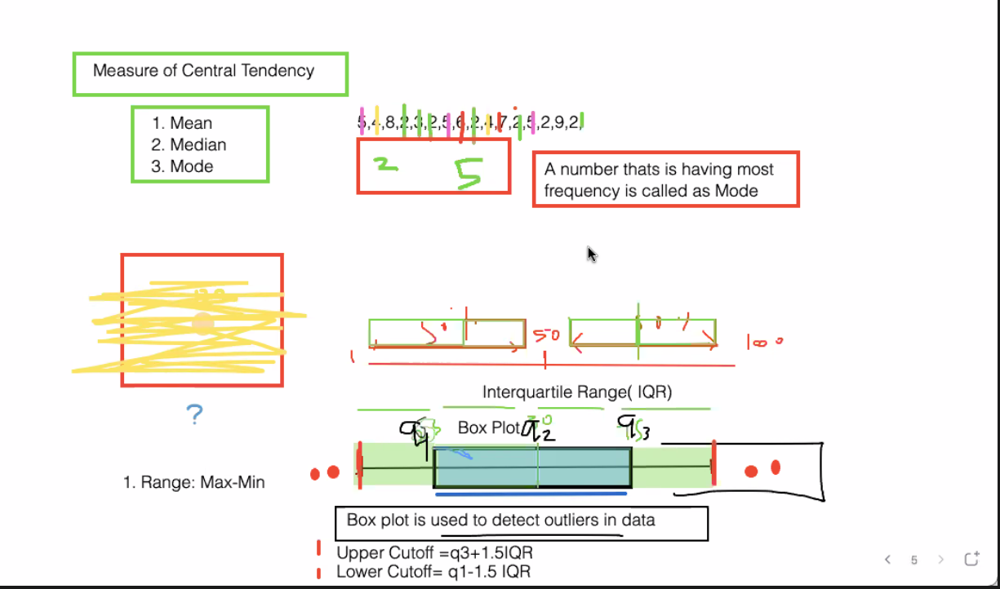 Measure of Central Tendency
1. Mean
2. Median
3. Mode
5,4,8,2,3,2,5,6,2,4,7,2,5,2,9,2,
2 5
A number thats is having most
frequency is called as Mode
50
1
100
Interquartile Range( IQR)
Box Plot
q2
q3
?
1. Range: Max-Min
Box plot is used to detect outliers in data
Upper Cutoff =q3+1.5IQR
Lower Cutoff= q1-1.5 IQR
5